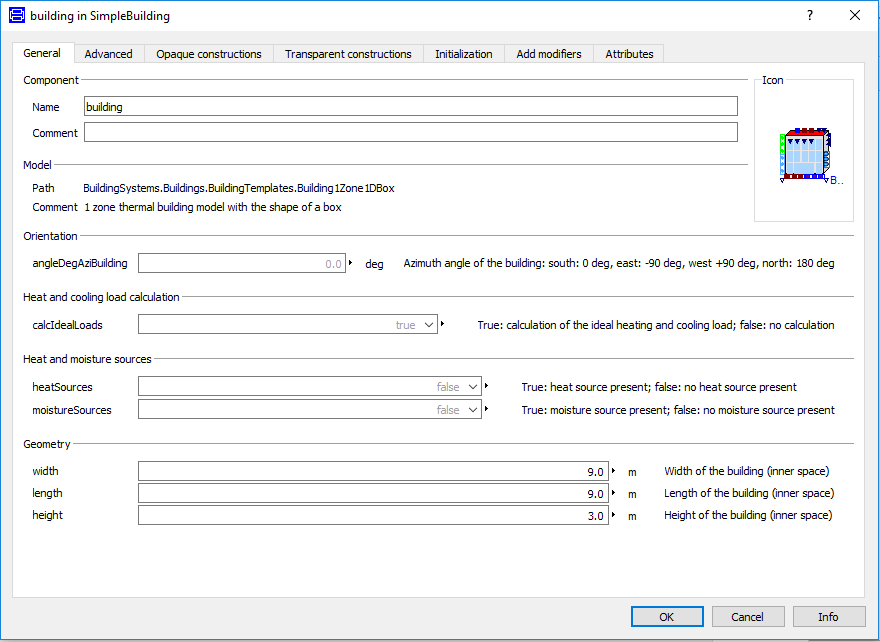 building in SimpleBuilding
?
General Advanced Opaque constructions Transparent constructions Initialization Add modifiers Attributes
Component
Icon
Name building
Comment
B..
Model
Path BuildingSystems.Buildings.BuildingTemplates.Building1Zone1DBox
Comment 1 zone thermal building model with the shape of a box
Orientation
angleDegAziBuilding 0.0 deg Azimuth angle of the building: south: 0 deg, east: -90 deg, west +90 deg, north: 180 deg
Heat and cooling load calculation
calcIdealLoads true True: calculation of the ideal heating and cooling load; false: no calculation
Heat and moisture sources
heatSources false True: heat source present; false: no heat source present
moistureSources false True: moisture source present; false: no moisture source present
Geometry
width 9.0 m Width of the building (inner space)
length 9.0 m Length of the building (inner space)
height 3.0 m Height of the building (inner space)
OK Cancel Info